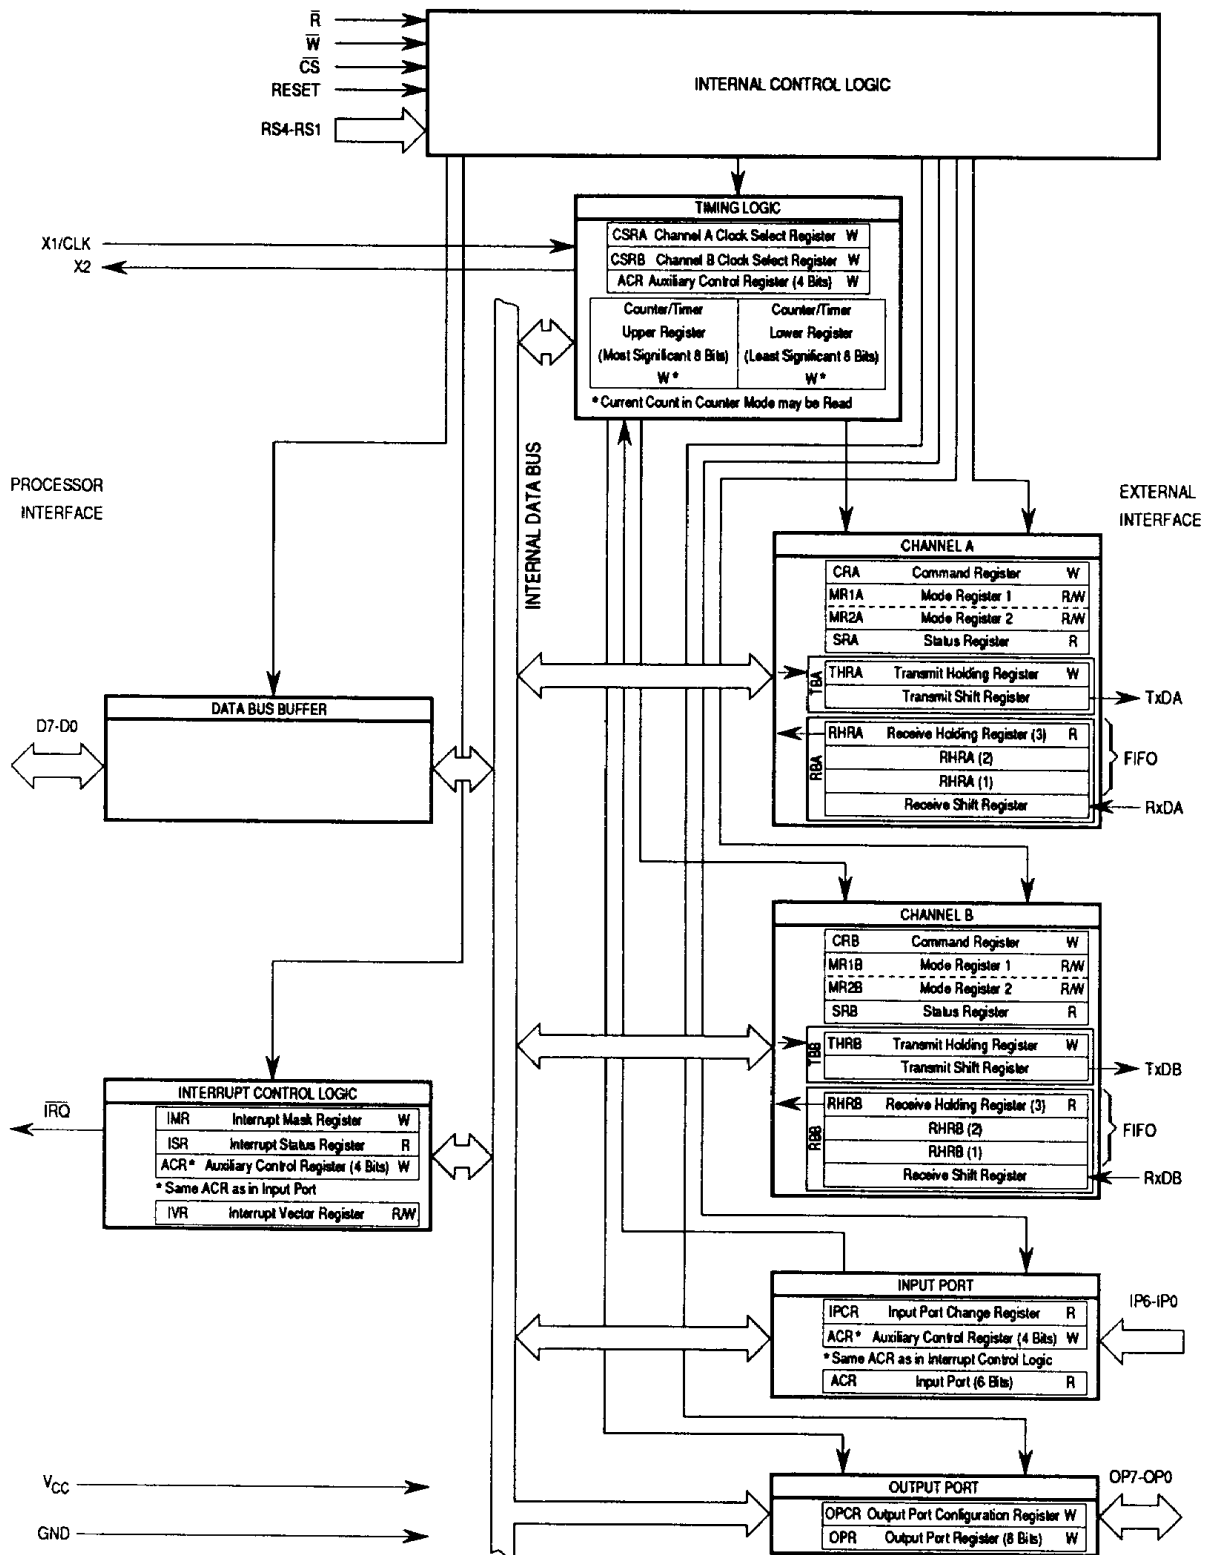 R
W
CS
RESET
RS4-RS1
INTERNAL CONTROL LOGIC
TIMING LOGIC
CSRA Channel A Clock Select Register W
CSRB Channel B Clock Select Register W
ACR Auxiliary Control Register (4 Bits) W
Counter/Timer
Upper Register
(Most Significant 8 Bits)
W*
Counter/Timer
Lower Register
(Least Significant 8 Bits)
W*
* Current Count in Counter Mode may be Read
X1/CLK
X2
INTERNAL DATA BUS
PROCESSOR
INTERFACE
EXTERNAL
INTERFACE
CHANNEL A
CRA Command Register W
MR1A Mode Register 1 R/W
MR2A Mode Register 2 R/W
SRA Status Register R
TBA
THRA Transmit Holding Register W
Transmit Shift Register
TxDA
RBA
RHRA Receive Holding Register (3) R
RHRA (2)
RHRA (1)
Receive Shift Register
FIFO
RxDA
DATA BUS BUFFER
D7-D0
CHANNEL B
CRB Command Register W
MR1B Mode Register 1 R/W
MR2B Mode Register 2 R/W
SRB Status Register R
TBB
THRB Transmit Holding Register W
Transmit Shift Register
TxDB
RBB
RHRB Receive Holding Register (3) R
RHRB (2)
RHRB (1)
Receive Shift Register
FIFO
RxDB
INTERRUPT CONTROL LOGIC
IRQ
IMR Interrupt Mask Register W
ISR Interrupt Status Register R
ACR* Auxiliary Control Register (4 Bits) W
* Same ACR as in Input Port
IVR Interrupt Vector Register R/W
INPUT PORT
IPCR Input Port Change Register R
ACR* Auxiliary Control Register (4 Bits) W
* Same ACR as in Interrupt Control Logic
ACR Input Port (6 Bits) R
IP6-IP0
OUTPUT PORT
OPCR Output Port Configuration Register W
OPR Output Port Register (8 Bits) W
OP7-OP0
VCC
GND